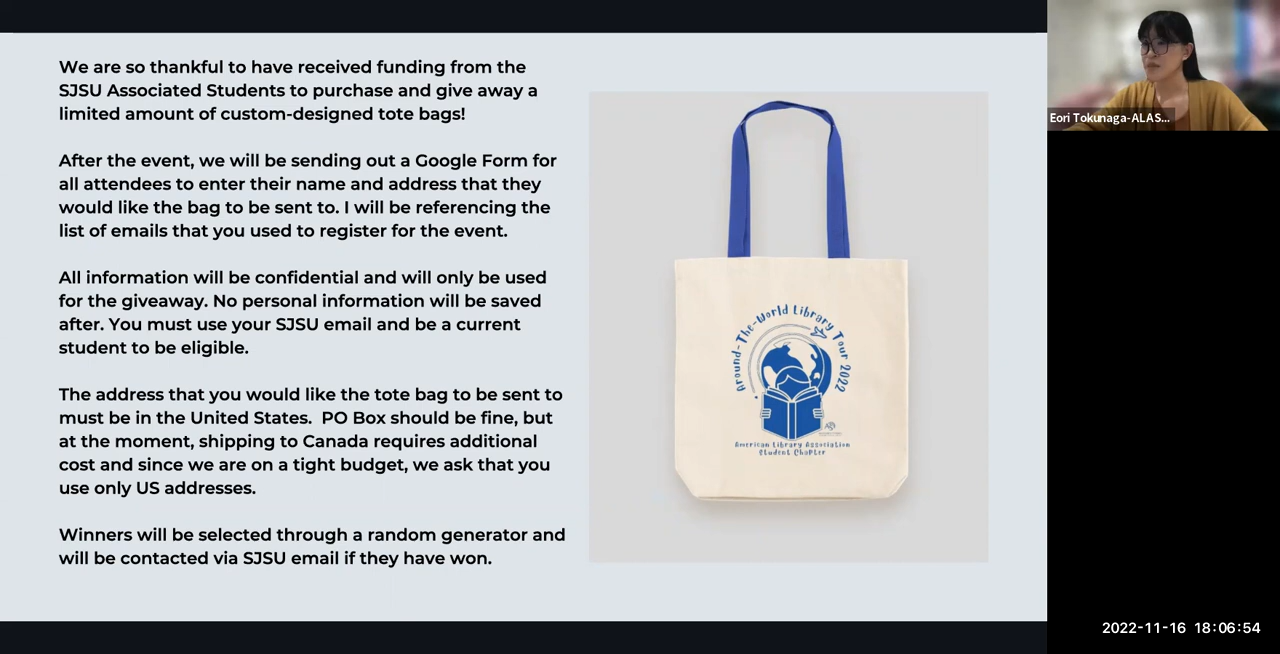 We are so thankful to have received funding from the
SJSU Associated Students to purchase and give away a
limited amount of custom-designed tote bags!
After the event, we will be sending out a Google Form for
all attendees to enter their name and address that they
would like the bag to be sent to. I will be referencing the
list of emails that you used to register for the event.
All information will be confidential and will only be used
for the giveaway. No personal information will be saved
after. You must use your SJSU email and be a current
student to be eligible.
The address that you would like the tote bag to be sent to
must be in the United States.  PO Box should be fine, but
at the moment, shipping to Canada requires additional
cost and since we are on a tight budget, we ask that you
use only US addresses.
Winners will be selected through a random generator and
will be contacted via SJSU email if they have won.
Around-The-World Library Tour 2022
American Library Association
Student Chapter
Eori Tokunaga-ALAS...
2022-11-16 18:06:54